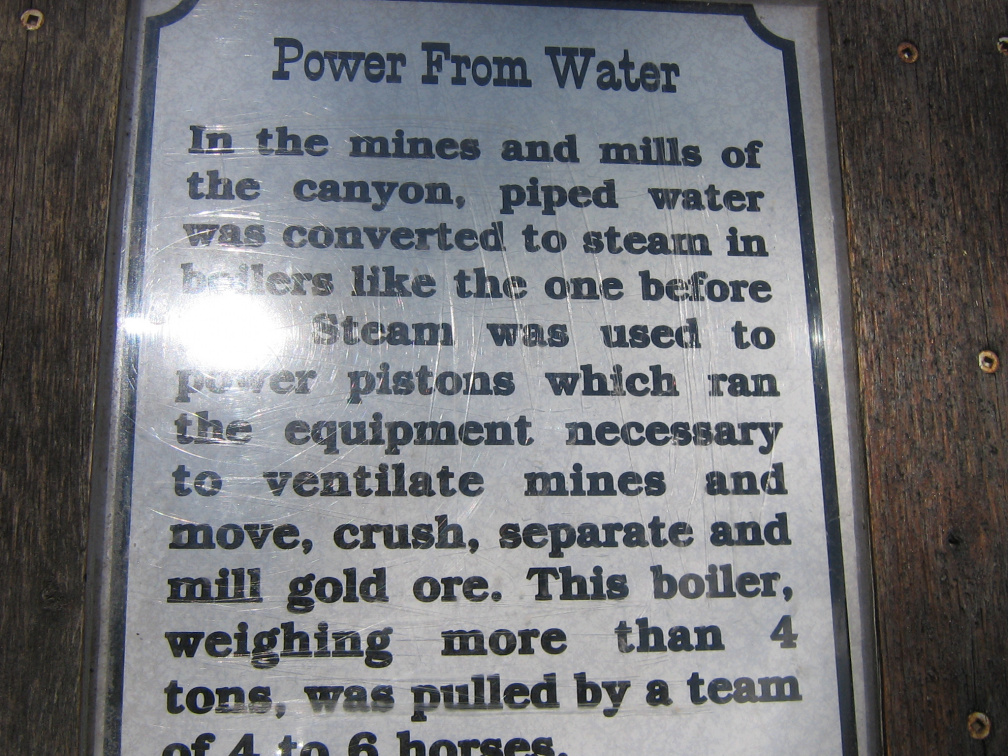 Power From Water
In the mines and mills of
the canyon, piped water
was converted to steam in
boilers like the one before
Steam was used to
power pistons which ran
the equipment necessary
to ventilate mines and
move, crush, separate and
mill gold ore. This boiler,
weighing more than 4
tons, was pulled by a team
of 4 to 6 horses.